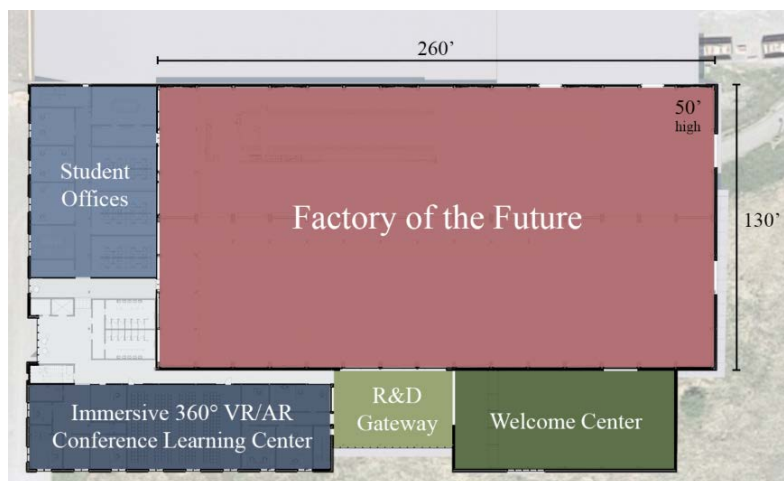 260’
50’
high
Student
Offices
Factory of the Future
130’
R&D
Gateway
Immersive 360° VR/AR
Conference Learning Center
Welcome Center